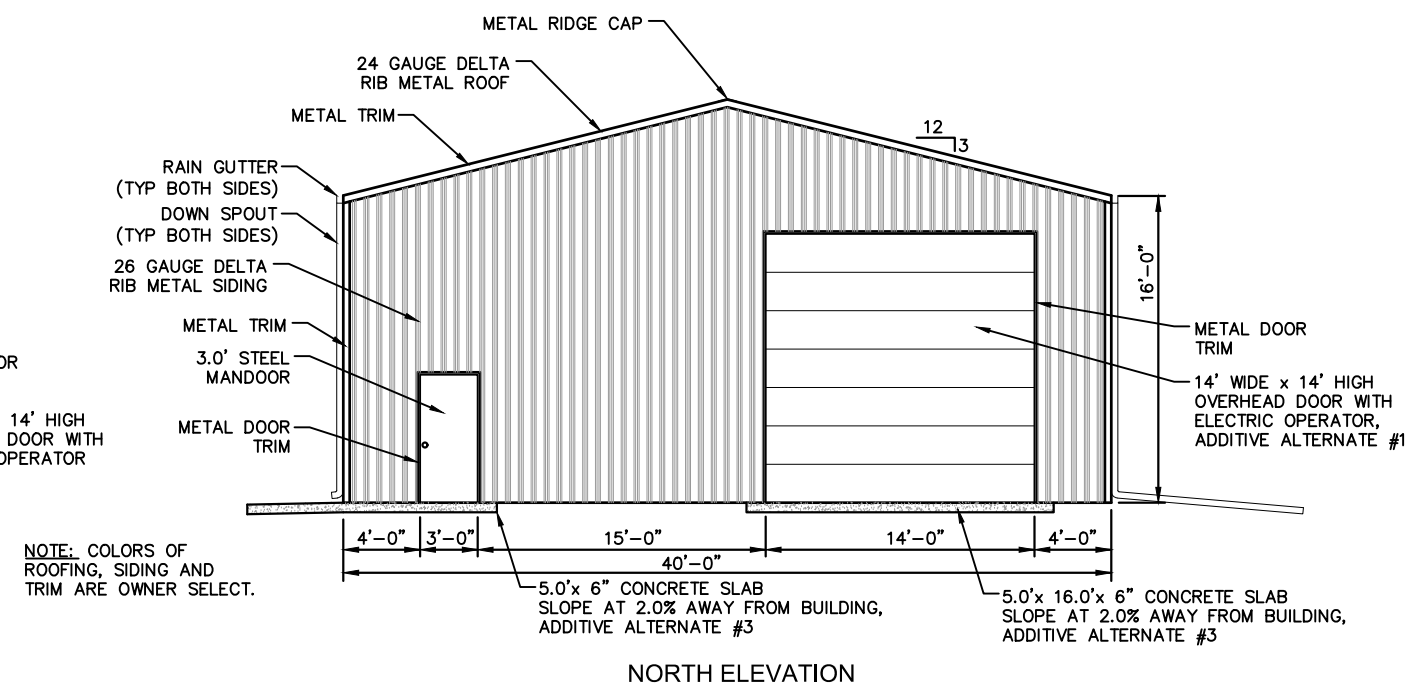 METAL RIDGE CAP
24 GAUGE DELTA
RIB METAL ROOF
METAL TRIM
12
3
RAIN GUTTER
(TYP BOTH SIDES)
DOWN SPOUT
(TYP BOTH SIDES)
26 GAUGE DELTA
RIB METAL SIDING
METAL TRIM
3.0' STEEL
MANDOOR
METAL DOOR
TRIM
OR
14' HIGH
DOOR WITH
OPERATOR
16'-0"
METAL DOOR
TRIM
14' WIDE x 14' HIGH
OVERHEAD DOOR WITH
ELECTRIC OPERATOR,
ADDITIVE ALTERNATE #1
4'-0" 3'-0" 15'-0" 14'-0" 4'-0"
40'-0"
NOTE: COLORS OF
ROOFING, SIDING AND
TRIM ARE OWNER SELECT.
5.0'x 6" CONCRETE SLAB
SLOPE AT 2.0% AWAY FROM BUILDING,
ADDITIVE ALTERNATE #3
5.0'x 16.0'x 6" CONCRETE SLAB
SLOPE AT 2.0% AWAY FROM BUILDING,
ADDITIVE ALTERNATE #3
NORTH ELEVATION